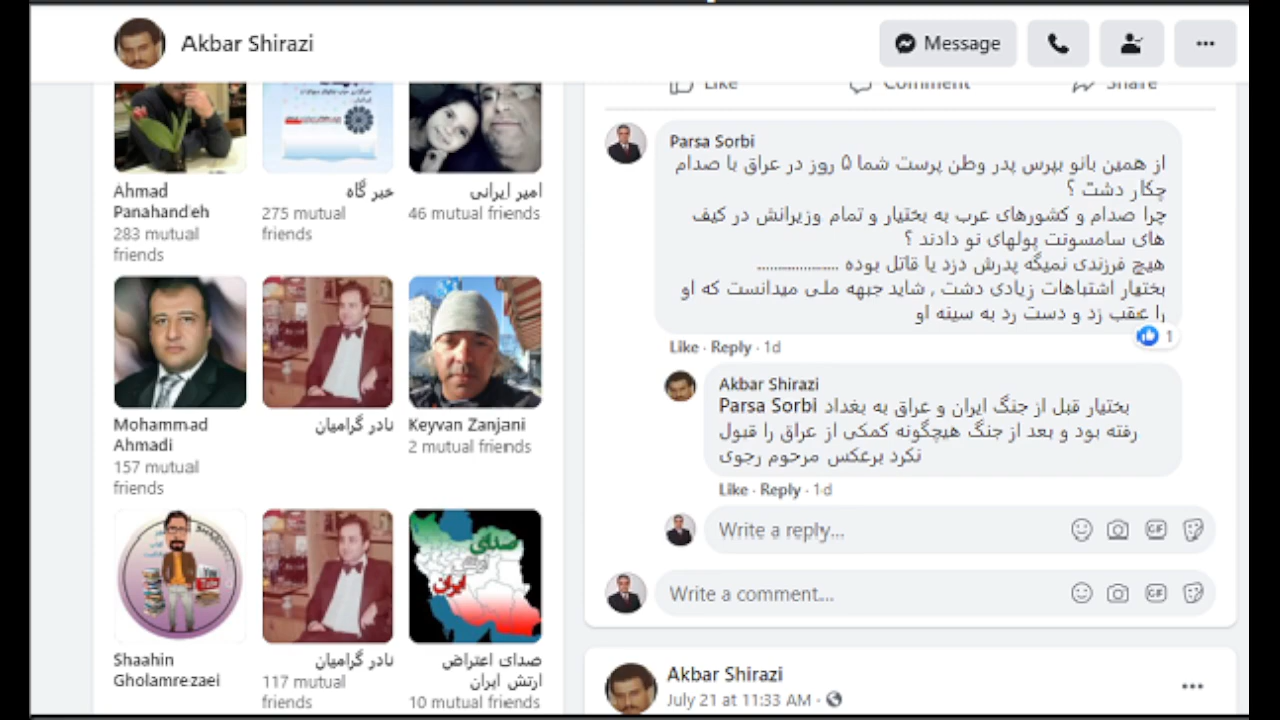 Akbar Shirazi
Message
Ahmad
Panahandeh
283 mutual
friends
خبر گاه
275 mutual
friends
امیر ایرانی
46 mutual friends
Mohammad
Ahmadi
157 mutual
friends
نادر گرامیان
Keyvan Zanjani
2 mutual friends
صدای
ایران
Shaahin
Gholamrezaei
نادر گرامیان
117 mutual
friends
صدای اعتراض
ارتش ایران
10 mutual friends
Like Comment Share
Parsa Sorbi
از همین بانو بپرس پدر وطن پرست شما ۵ روز در عراق با صدام
چکار دشت ؟
چرا صدام و کشورهای عرب به بختیار و تمام وزیرانش در کیف
های سامسونت پولهای نو دادند ؟
هیچ فرزندی نمیگه پدرش دزد یا قاتل بوده ....................
بختیار اشتباهات زیادی دشت , شاید جبهه ملی میدانست که او
را عقب زد و دست رد به سینه او
1
Like · Reply · 1d
Akbar Shirazi
Parsa Sorbi بختیار قبل از جنگ ایران و عراق به بغداد
رفته بود و بعد از جنگ هیچگونه کمکی از عراق را قبول
نکرد برعکس مرحوم رجوی
Like · Reply · 1d
Write a reply...
GIF
Write a comment...
GIF
Akbar Shirazi
July 21 at 11:33 AM ·